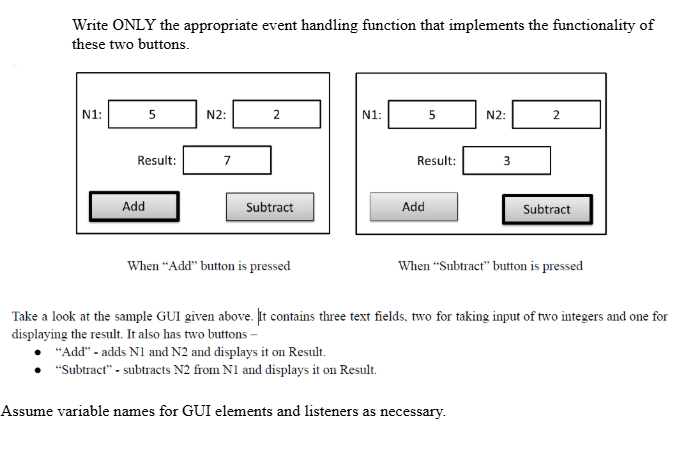 Write ONLY the appropriate event handling function that implements the functionality of
these two buttons.
N1: 5 N2: 2 N1: 5 N2: 2
Result: 7 Result: 3
Add Subtract Add Subtract
When “Add” button is pressed When “Subtract” button is pressed
Take a look at the sample GUI given above. It contains three text fields, two for taking input of two integers and one for
displaying the result. It also has two buttons –
• “Add” - adds N1 and N2 and displays it on Result.
• “Subtract” - subtracts N2 from N1 and displays it on Result.
Assume variable names for GUI elements and listeners as necessary.